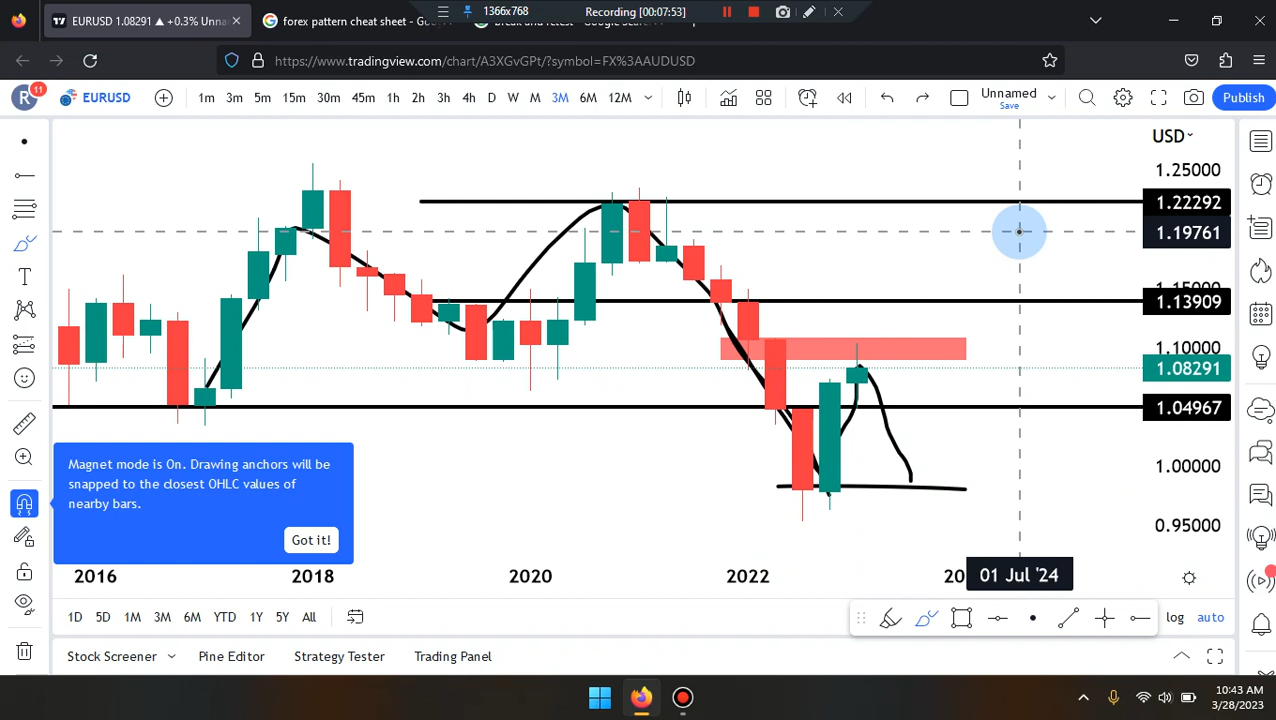 1366x768
Recording [00:07:53]
EURUSD 1.08291 ▲ +0.3% Unna
forex pattern cheat sheet - Go
https://www.tradingview.com/chart/A3XGvGPt/?symbol=FX%3AAUDUSD
R
11
EURUSD
1m 3m 5m 15m 30m 45m 1h 2h 3h 4h D W M 3M 6M 12M
Unnamed
Save
Publish
USD
1.25000
1.22292
1.19761
1.13909
1.10000
1.08291
1.04967
1.00000
0.95000
Magnet mode is On. Drawing anchors will be
snapped to the closest OHLC values of
nearby bars.
Got it!
2016 2018 2020 2022 20 01 Jul '24
1D 5D 1M 3M 6M YTD 1Y 5Y All
log auto
Stock Screener Pine Editor Strategy Tester Trading Panel
10:43 AM
3/28/2023